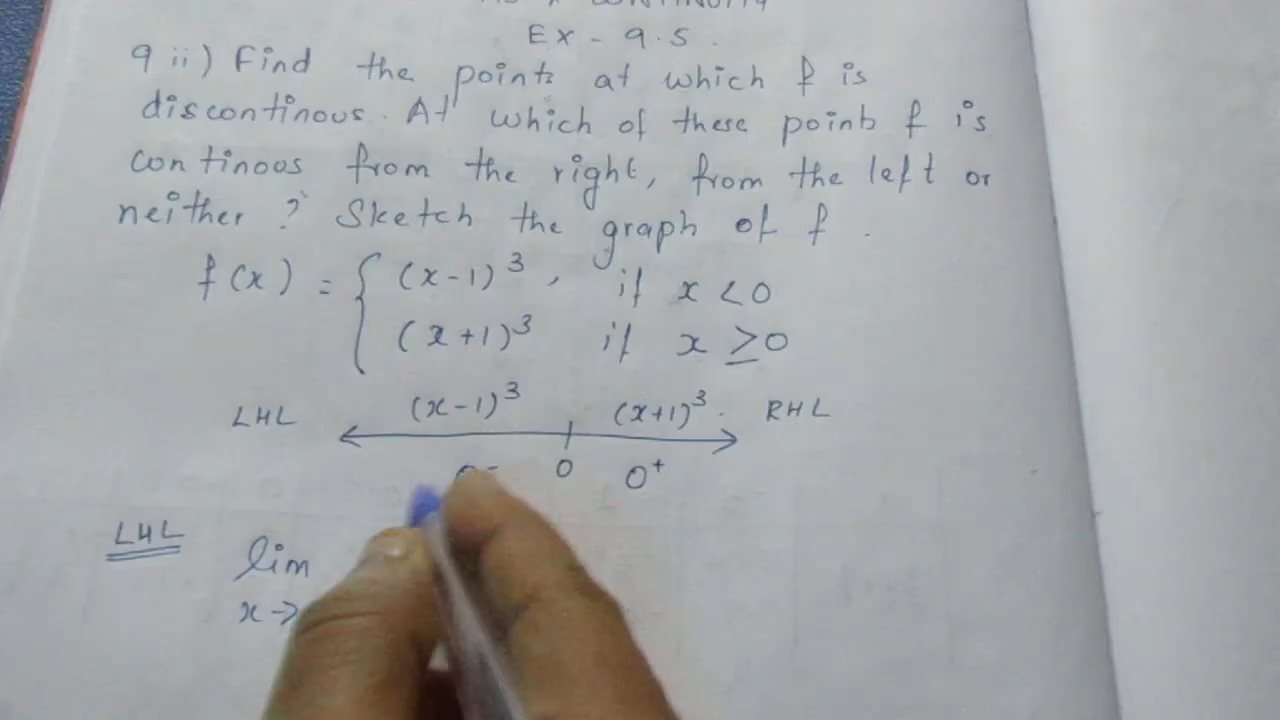 Ex - 9.5.
9 ii) Find the points at which f is
discontinous. At which of these points f is
continoos from the right, from the left or
neither ? Sketch the graph of f .
f(x) = { (x-1)³, if x < 0
(x+1)³ if x ≥ 0
LHL (x-1)³ (x+1)³. RHL
0⁻ 0 0⁺
LHL lim
x→